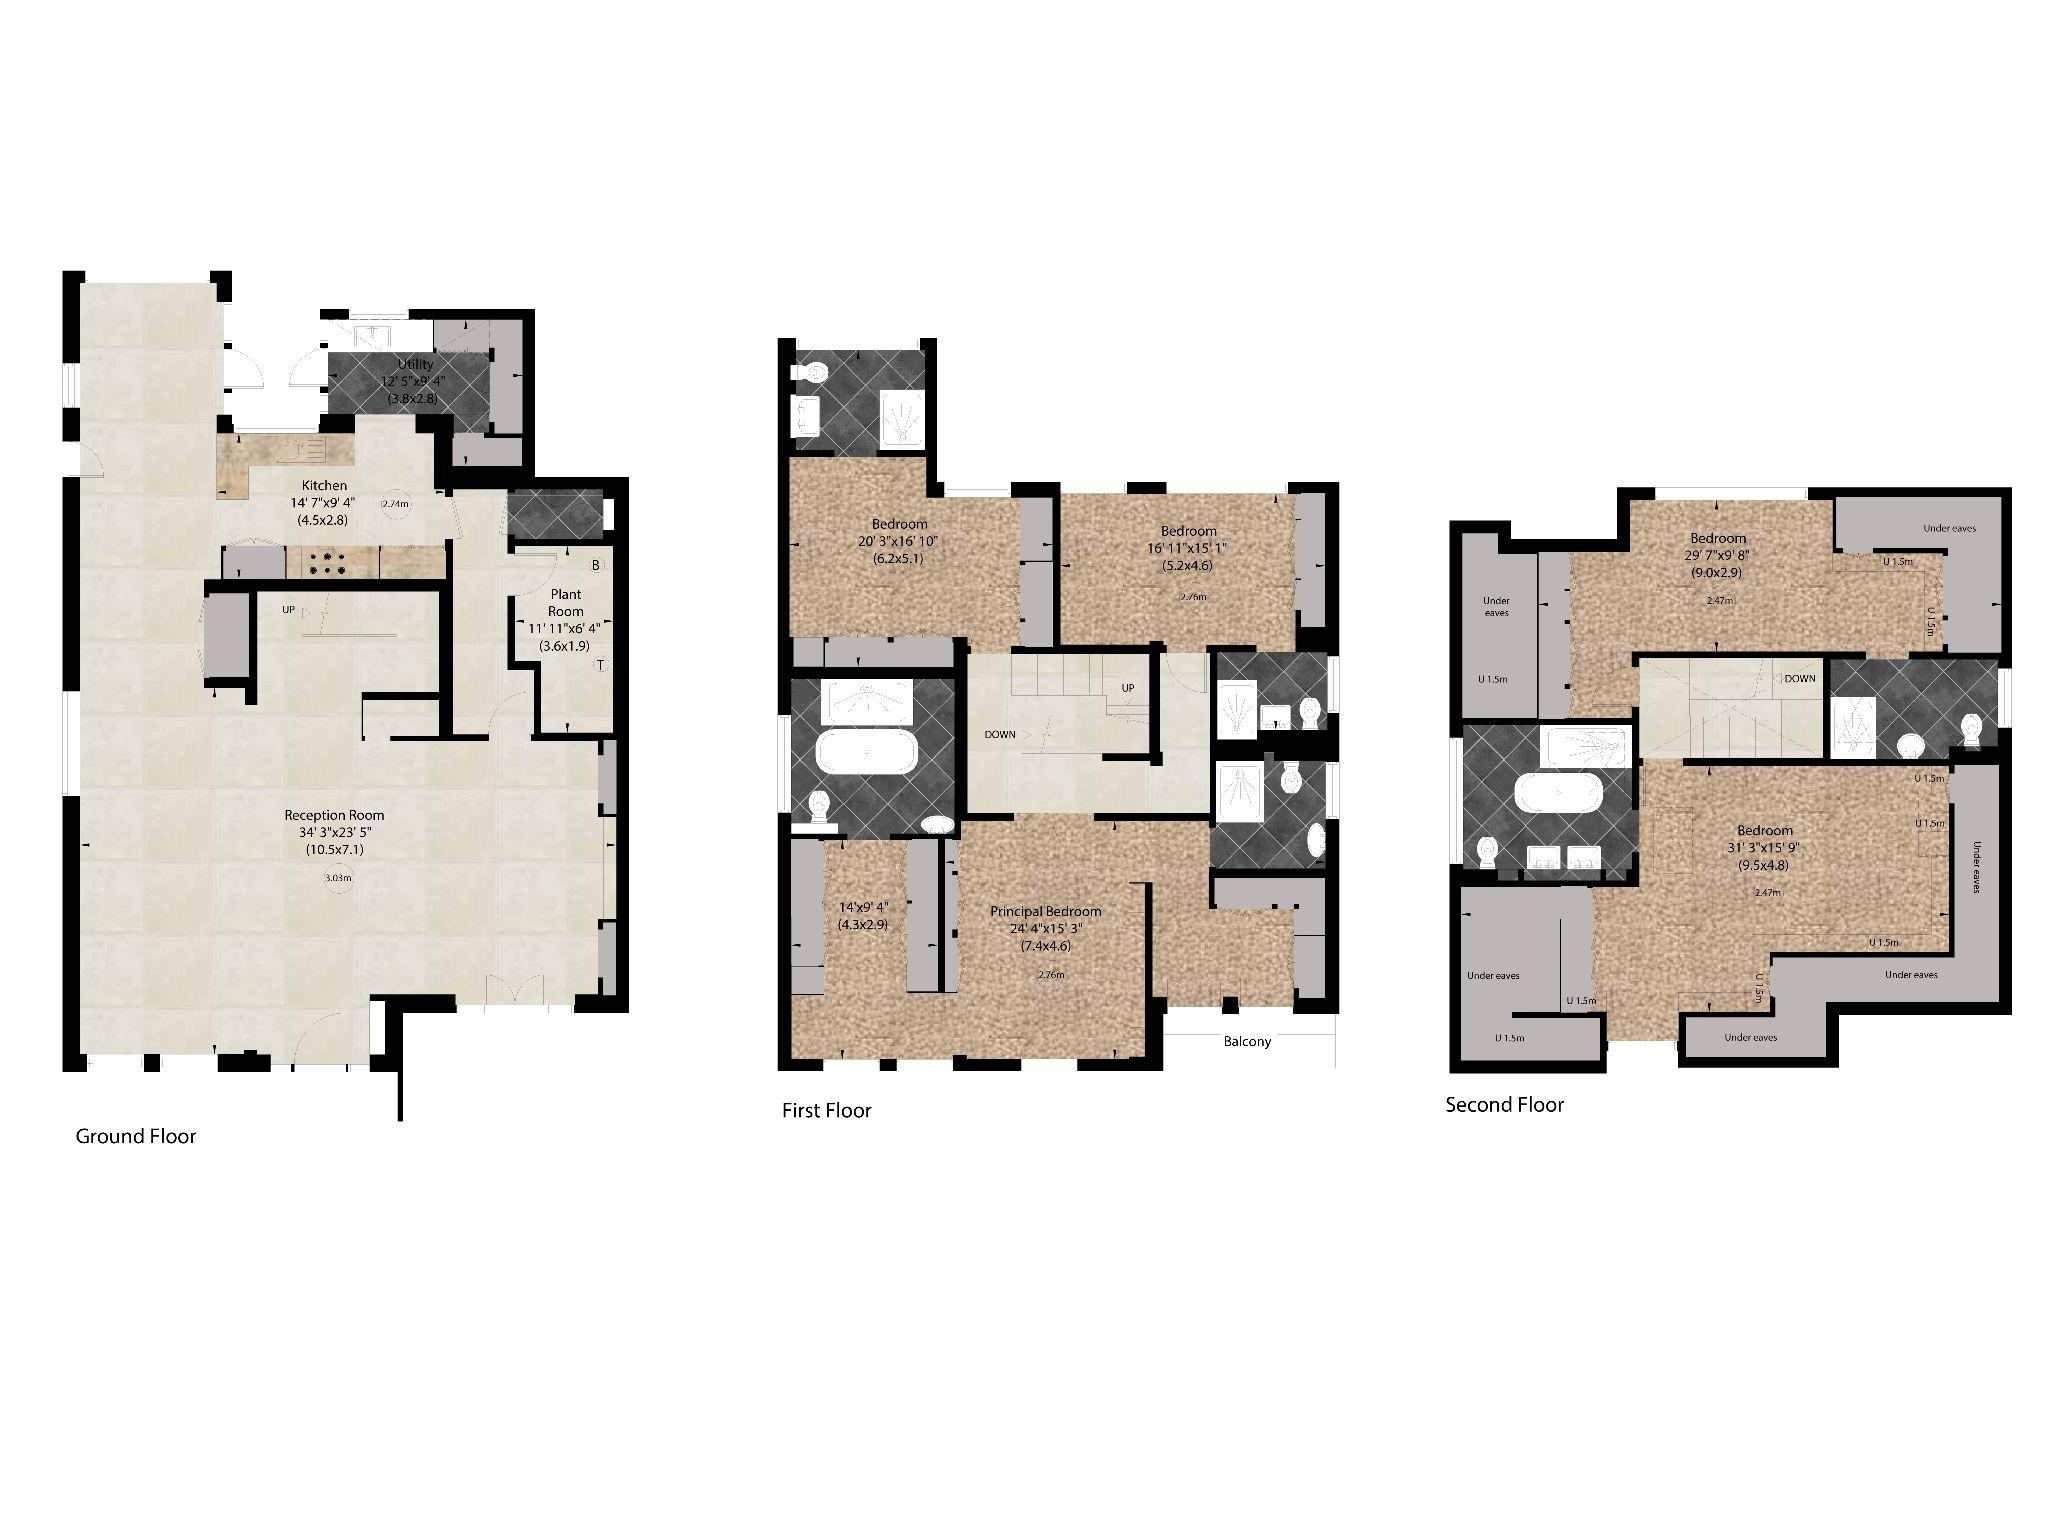 Utility
12' 5"x9' 4"
(3.8x2.8)
Kitchen
14' 7"x9' 4"
(4.5x2.8)
2.74m
B
Plant
Room
11' 11"x6' 4"
(3.6x1.9)
T
UP
Reception Room
34' 3"x23' 5"
(10.5x7.1)
3.03m
Ground Floor
Bedroom
20' 3"x16' 10"
(6.2x5.1)
Bedroom
16' 11"x15' 1"
(5.2x4.6)
2.76m
UP
DOWN
14'x9' 4"
(4.3x2.9)
Principal Bedroom
24' 4"x15' 3"
(7.4x4.6)
2.76m
Balcony
First Floor
Under eaves
Bedroom
29' 7"x9' 8"
(9.0x2.9)
2.47m
U 1.5m
U 1.5m
Under
eaves
U 1.5m
DOWN
U 1.5m
U 1.5m
Bedroom
31' 3"x15' 9"
(9.5x4.8)
2.47m
Under eaves
U 1.5m
Under eaves
Under eaves
U 1.5m
U 1.5m
U 1.5m
Under eaves
Second Floor